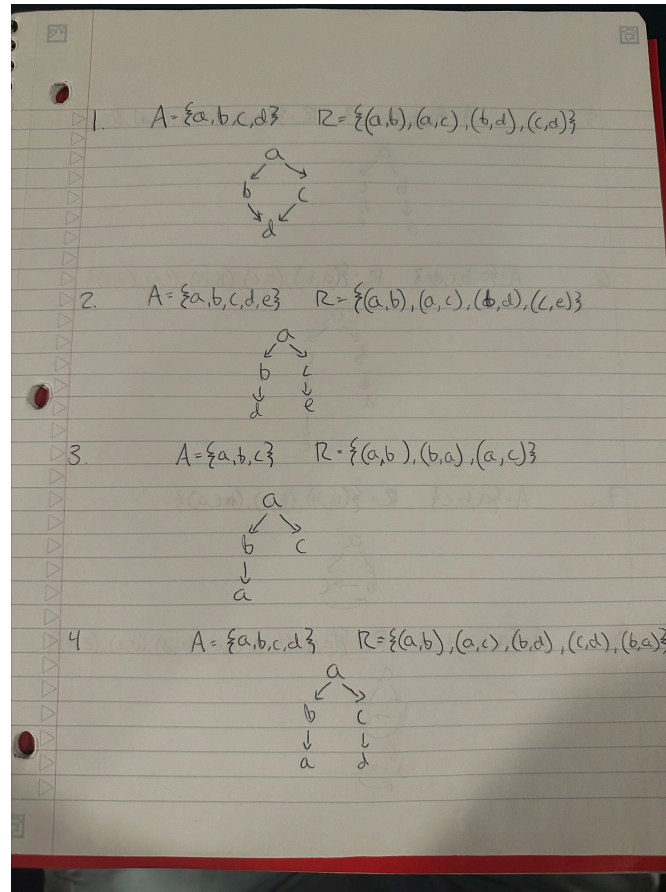 1. A={a,b,c,d} R={(a,b),(a,c),(b,d),(c,d)}
a
b c
d
2. A={a,b,c,d,e} R={(a,b),(a,c),(b,d),(c,e)}
a
b c
d e
3. A={a,b,c} R={(a,b),(b,a),(a,c)}
a
b c
a
4 A={a,b,c,d} R={(a,b),(a,c),(b,d),(c,d),(b,a)}
a
b c
a d